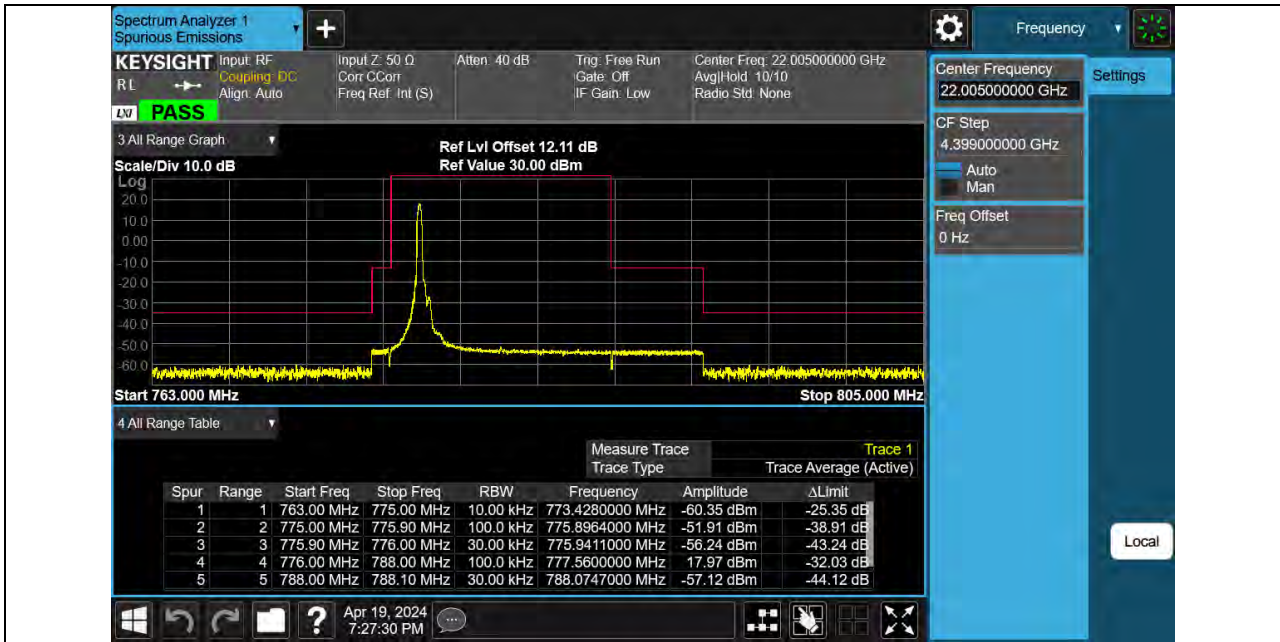 Spectrum Analyzer 1
Spurious Emissions
Frequency
KEYSIGHT
RL
LXI PASS
Input: RF
Coupling: DC
Align: Auto
Input Z: 50 Ω
Corr CCorr
Freq Ref: Int (S)
Atten: 40 dB
Trig: Free Run
Gate: Off
IF Gain: Low
Center Freq: 22.005000000 GHz
Avg|Hold: 10/10
Radio Std: None
Center Frequency
22.005000000 GHz
Settings
CF Step
4.399000000 GHz
Auto
Man
Freq Offset
0 Hz
3 All Range Graph
Scale/Div 10.0 dB
Ref Lvl Offset 12.11 dB
Ref Value 30.00 dBm
Log
20.0
10.0
0.00
-10.0
-20.0
-30.0
-40.0
-50.0
-60.0
Start 763.000 MHz
Stop 805.000 MHz
4 All Range Table
Measure Trace Trace 1
Trace Type Trace Average (Active)
Spur Range Start Freq Stop Freq RBW Frequency Amplitude ΔLimit
1 1 763.00 MHz 775.00 MHz 10.00 kHz 773.4280000 MHz -60.35 dBm -25.35 dB
2 2 775.00 MHz 775.90 MHz 100.0 kHz 775.8964000 MHz -51.91 dBm -38.91 dB
3 3 775.90 MHz 776.00 MHz 30.00 kHz 775.9411000 MHz -56.24 dBm -43.24 dB
4 4 776.00 MHz 788.00 MHz 100.0 kHz 777.5600000 MHz 17.97 dBm -32.03 dB
5 5 788.00 MHz 788.10 MHz 30.00 kHz 788.0747000 MHz -57.12 dBm -44.12 dB
Local
?
Apr 19, 2024
7:27:30 PM